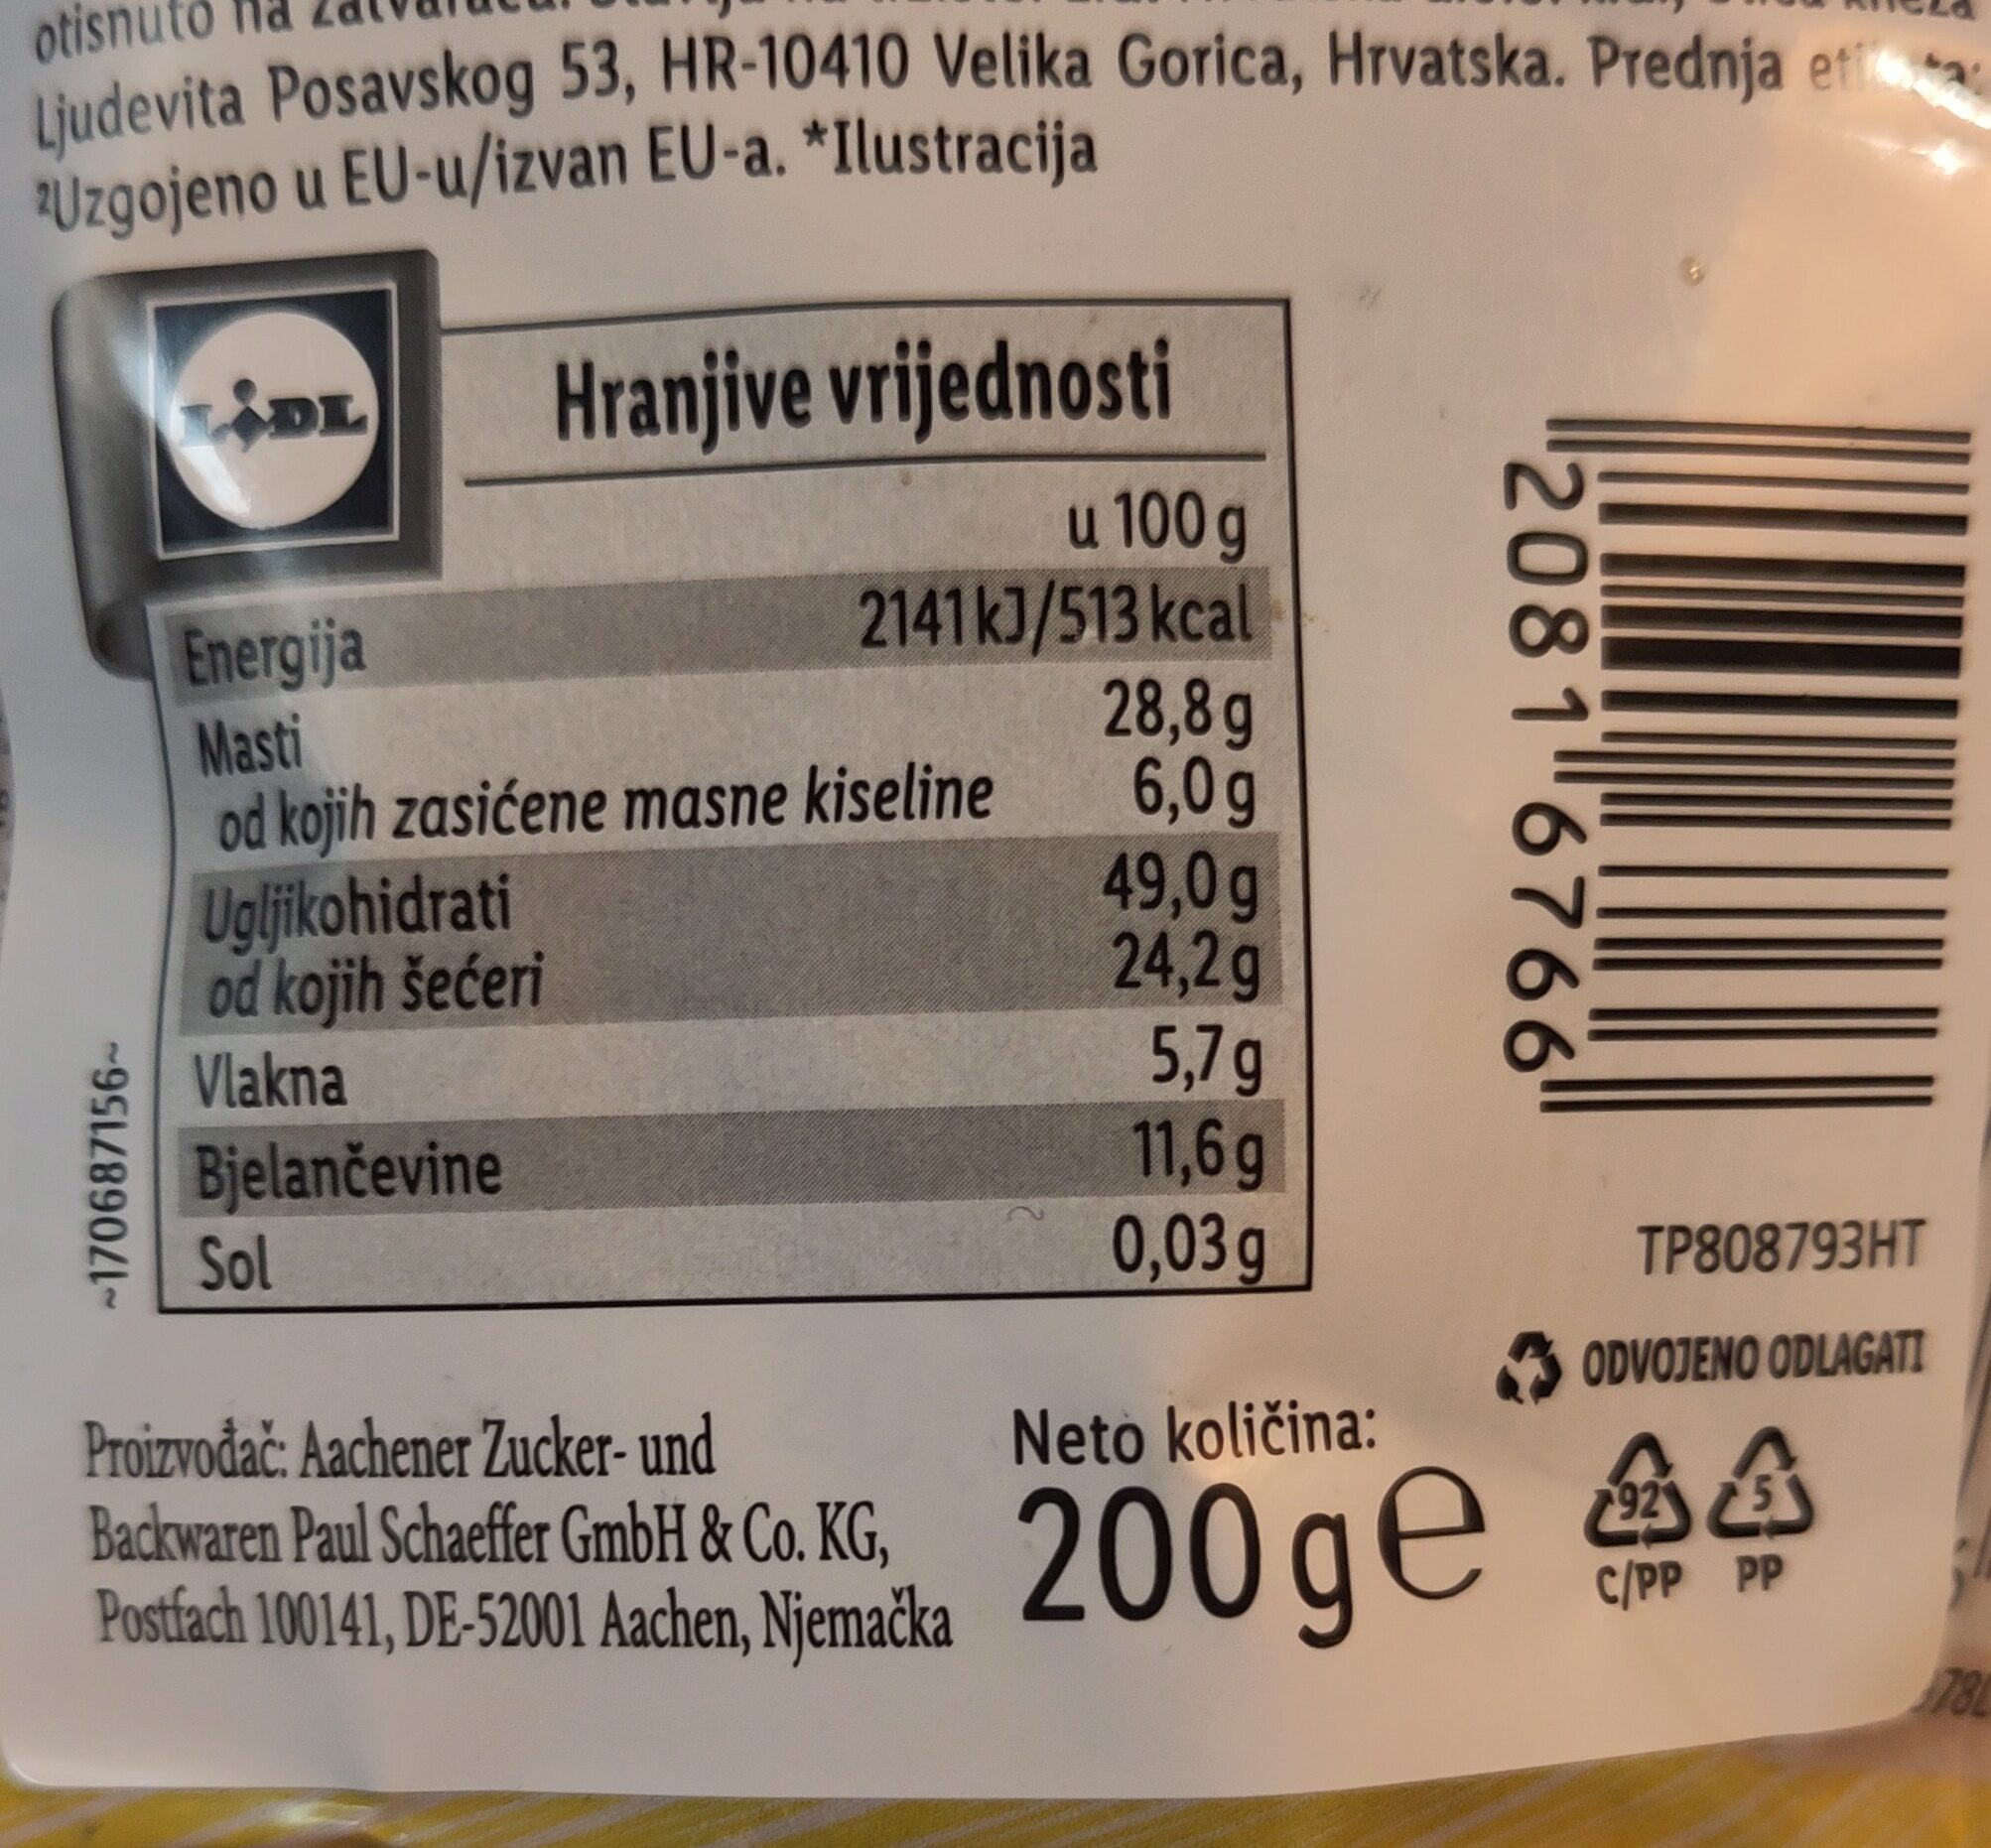 otisnuto na
Ljudevita Posavskog 53, HR-10410 Velika Gorica, Hrvatska. Prednja
²Uzgojeno u EU-u/izvan EU-a. *Ilustracija
LIDL
Hranjive vrijednosti
u 100 g
Energija 2141 kJ/513 kcal
Masti 28,8 g
od kojih zasićene masne kiseline 6,0 g
Ugljikohidrati 49,0 g
od kojih šećeri 24,2 g
Vlakna 5,7 g
Bjelančevine 11,6 g
Sol 0,03 g
~170687156~
2081 6766
TP808793HT
ODVOJENO ODLAGATI
92 5
C/PP PP
Proizvođač: Aachener Zucker- und
Backwaren Paul Schaeffer GmbH & Co. KG,
Postfach 100141, DE-52001 Aachen, Njemačka
Neto količina:
200 g e